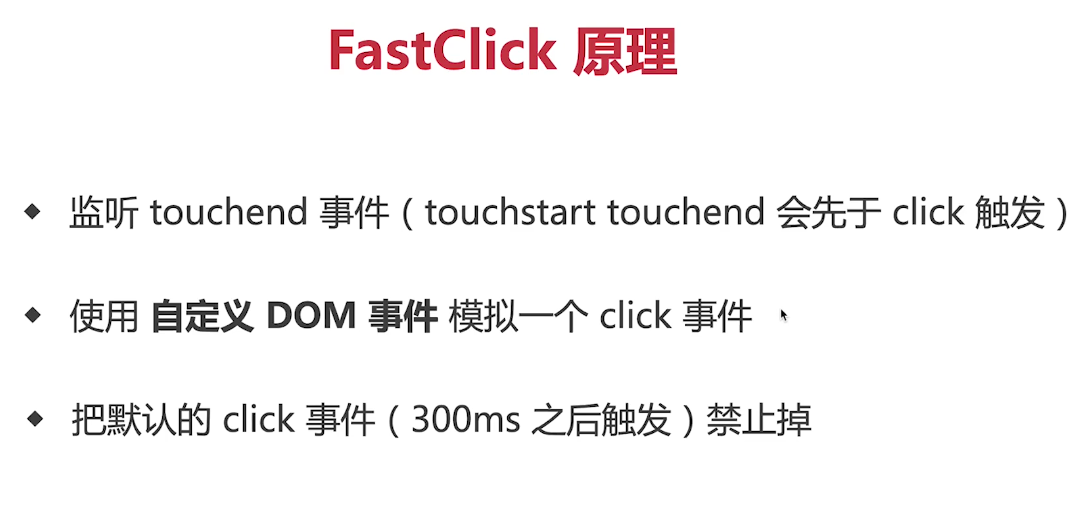 FastClick 原理
◆ 监听 touchend 事件（touchstart touchend 会先于 click 触发）
◆ 使用 自定义 DOM 事件 模拟一个 click 事件
◆ 把默认的 click 事件（300ms 之后触发）禁止掉